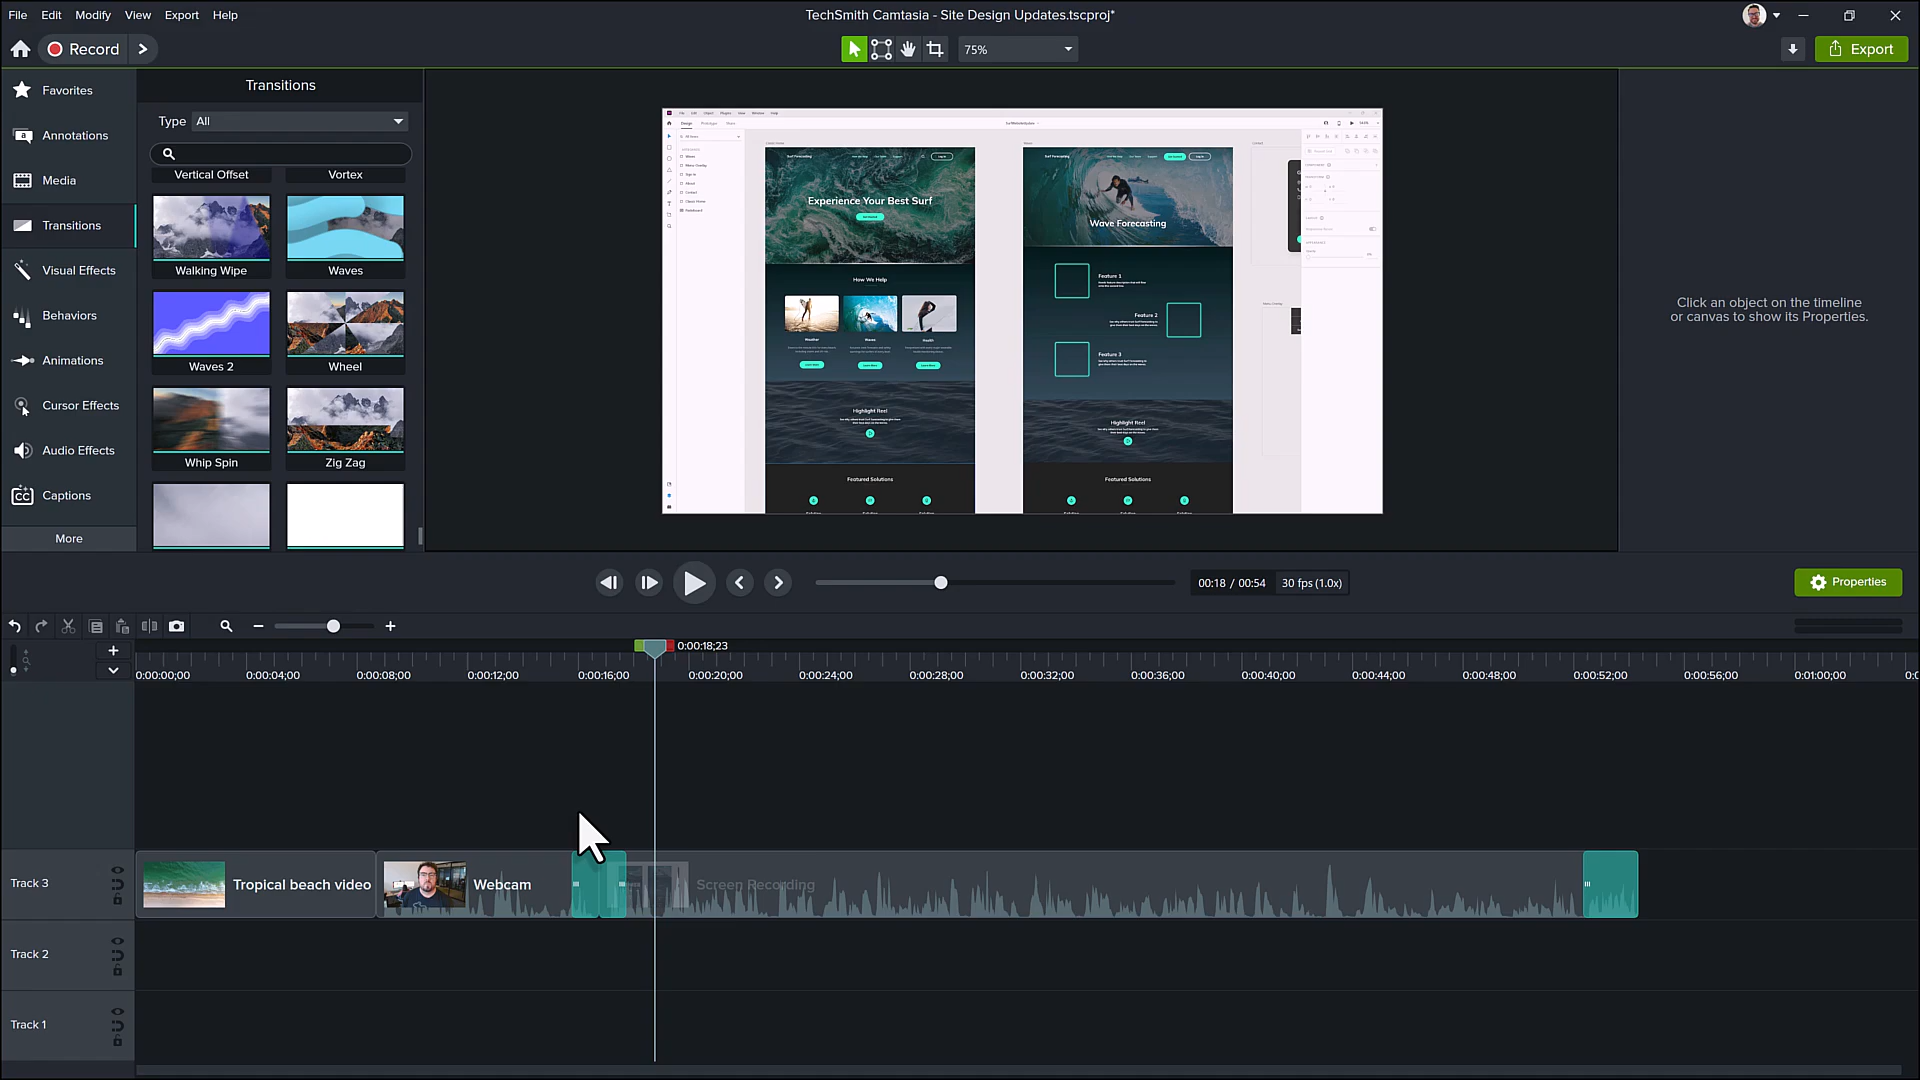 File Edit Modify View Export Help
TechSmith Camtasia - Site Design Updates.tscproj*
Record
75%
Export
Favorites
Annotations
Media
Transitions
Visual Effects
Behaviors
Animations
Cursor Effects
Audio Effects
Captions
More
Transitions
Type All
Vertical Offset Vortex
Walking Wipe Waves
Waves 2 Wheel
Whip Spin Zig Zag
Experience Your Best Surf
How We Help
Highlight Reel
Featured Solutions
Wave Forecasting
Feature 1
Feature 2
Feature 3
Highlight Reel
Featured Solutions
Click an object on the timeline
or canvas to show its Properties.
00:18 / 00:54 30 fps (1.0x)
Properties
0:00:18;23
0:00:00;00 0:00:04;00 0:00:08;00 0:00:12;00 0:00:16;00 0:00:20;00 0:00:24;00 0:00:28;00 0:00:32;00 0:00:36;00 0:00:40;00 0:00:44;00 0:00:48;00 0:00:52;00 0:00:56;00 0:01:00;00
Track 3 Tropical beach video Webcam Screen Recording
Track 2
Track 1